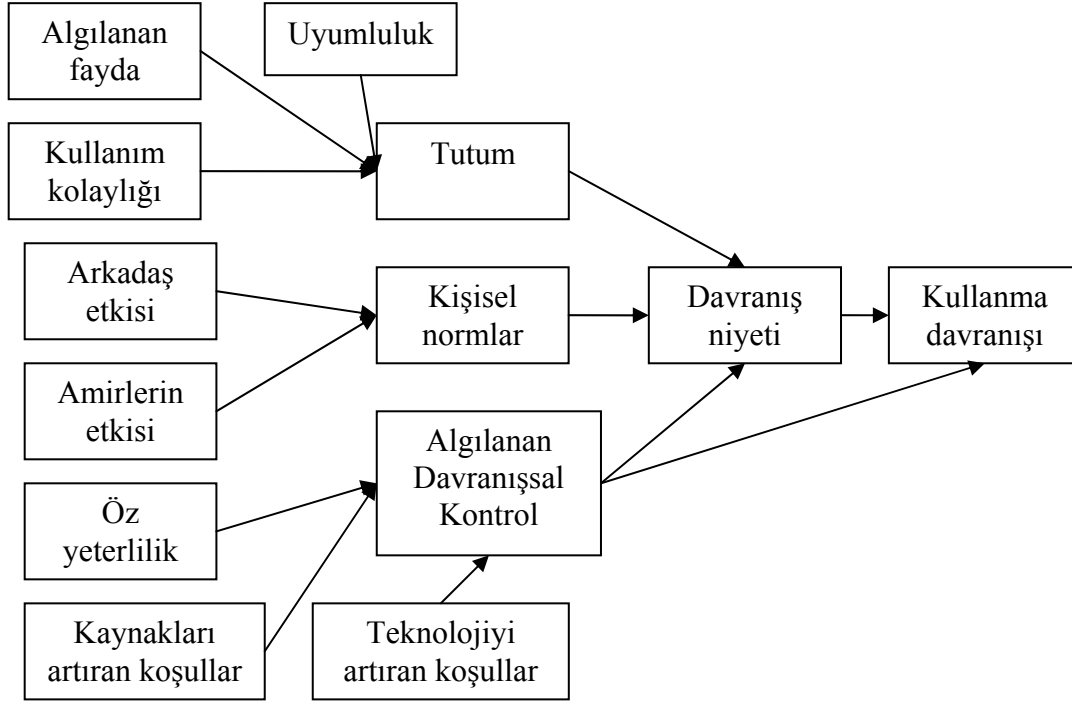 Algılanan
fayda
Uyumluluk
Kullanım
kolaylığı
Tutum
Arkadaş
etkisi
Kişisel
normlar
Davranış
niyeti
Kullanma
davranışı
Amirlerin
etkisi
Algılanan
Davranışsal
Kontrol
Öz
yeterlilik
Kaynakları
artıran koşullar
Teknolojiyi
artıran koşullar